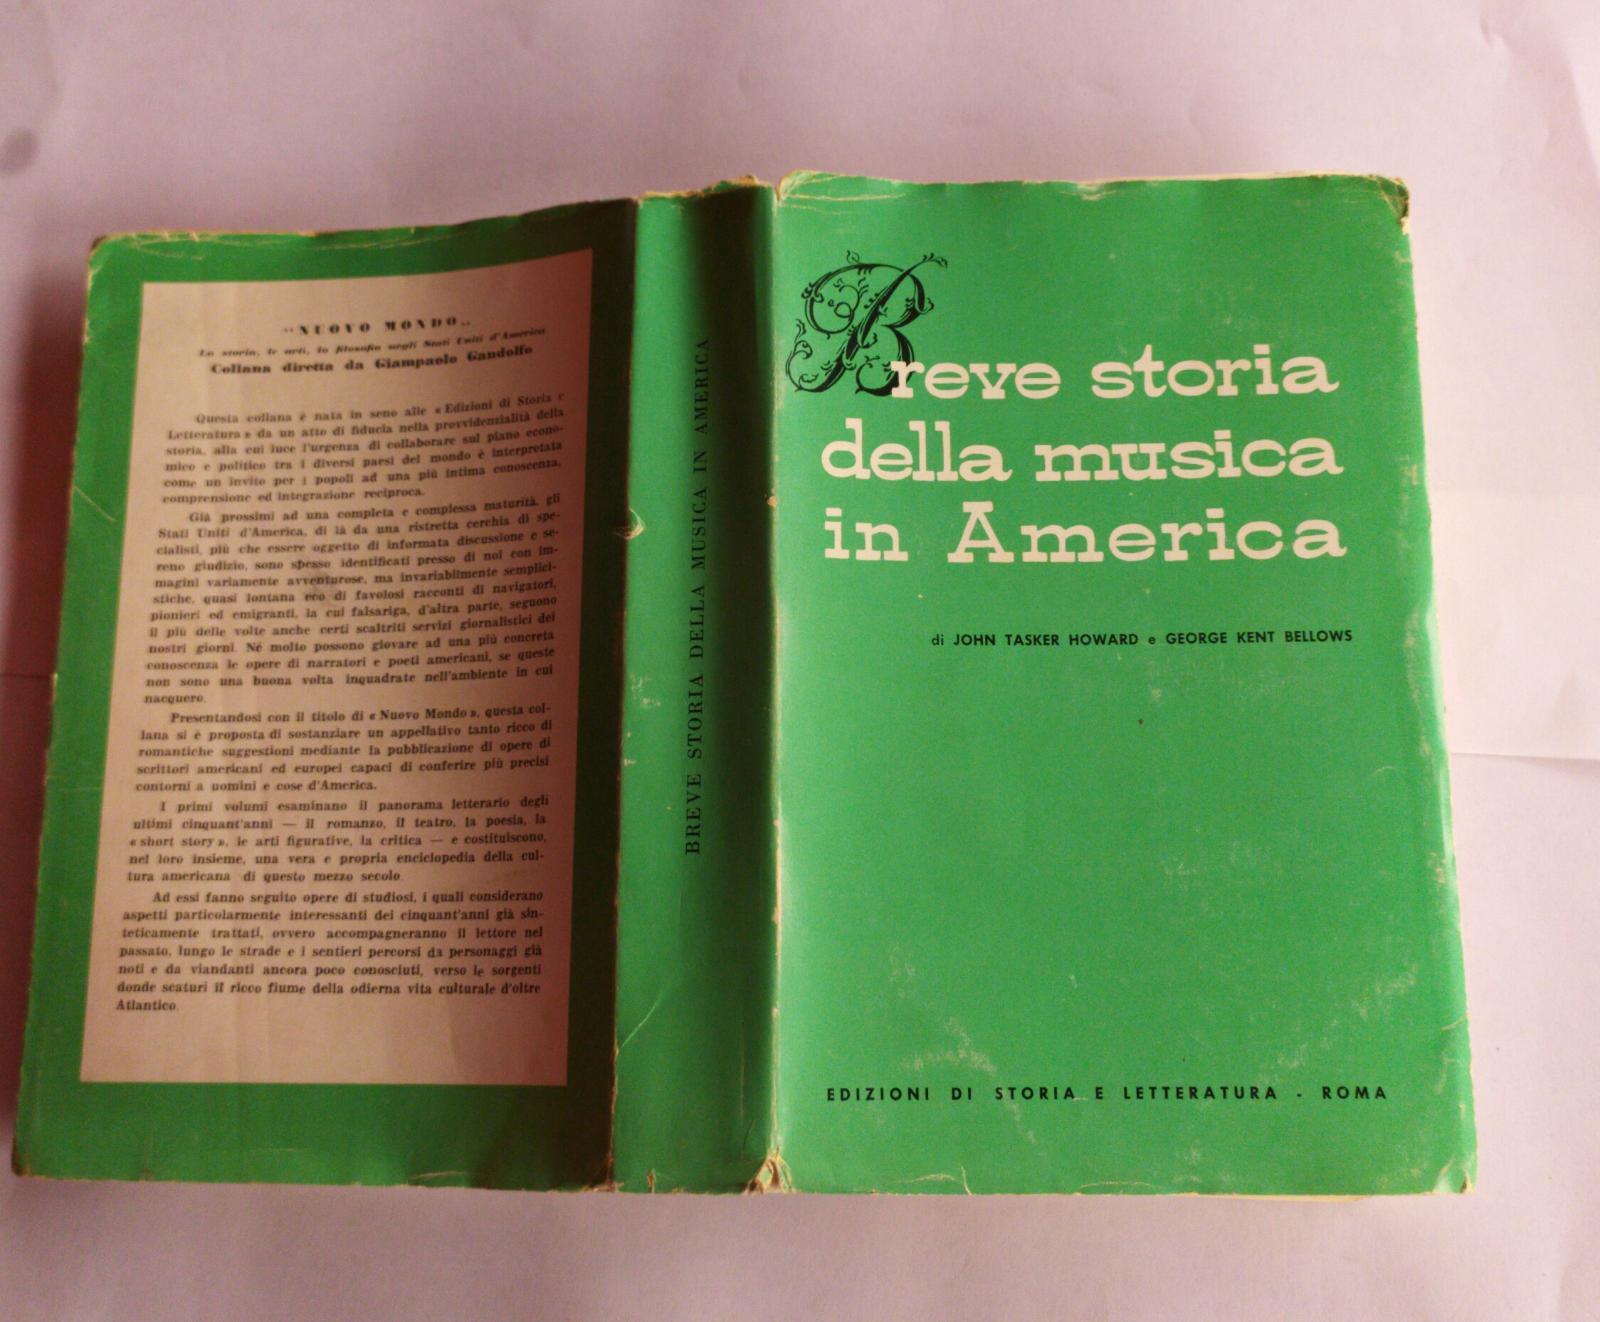 "NUOVO MONDO"
La storia, le arti, la filosofia negli Stati Uniti d'America
Collana diretta da Giampaolo Gandolfo
Questa collana è nata in seno alle « Edizioni di Storia e
Letteratura » da un atto di fiducia nella provvidenzialità della
storia, alla cui luce l'urgenza di collaborare sul piano econo-
mico e politico tra i diversi paesi del mondo è interpretata
come un invito per i popoli ad una più intima conoscenza,
comprensione ed integrazione reciproca.
Già prossimi ad una completa e complessa maturità, gli
Stati Uniti d'America, di là da una ristretta cerchia di spe-
cialisti, più che essere oggetto di informata discussione e se-
reno giudizio, sono spesso identificati presso di noi con im-
magini variamente avventurose, ma invariabilmente semplici-
stiche, quasi lontana eco di favolosi racconti di navigatori,
pionieri ed emigranti, la cui falsariga, d'altra parte, seguono
il più delle volte anche certi scaltriti servizi giornalistici dei
nostri giorni. Né molto possono giovare ad una più concreta
conoscenza le opere di narratori e poeti americani, se queste
non sono una buona volta inquadrate nell'ambiente in cui
nacquero.
Presentandosi con il titolo di « Nuovo Mondo », questa col-
lana si è proposta di sostanziare un appellativo tanto ricco di
romantiche suggestioni mediante la pubblicazione di opere di
scrittori americani ed europei capaci di conferire più precisi
contorni a uomini e cose d'America.
I primi volumi esaminano il panorama letterario degli
ultimi cinquant'anni — il romanzo, il teatro, la poesia, la
« short story », le arti figurative, la critica — e costituiscono,
nel loro insieme, una vera e propria enciclopedia della cul-
tura americana di questo mezzo secolo.
Ad essi fanno seguito opere di studiosi, i quali considerano
aspetti particolarmente interessanti dei cinquant'anni già sin-
teticamente trattati, ovvero accompagneranno il lettore nel
passato, lungo le strade e i sentieri percorsi da personaggi già
noti e da viandanti ancora poco conosciuti, verso le sorgenti
donde scaturì il ricco fiume della odierna vita culturale d'oltre
Atlantico.
BREVE STORIA DELLA MUSICA IN AMERICA
Breve storia
della musica
in America
di JOHN TASKER HOWARD e GEORGE KENT BELLOWS
EDIZIONI DI STORIA E LETTERATURA - ROMA